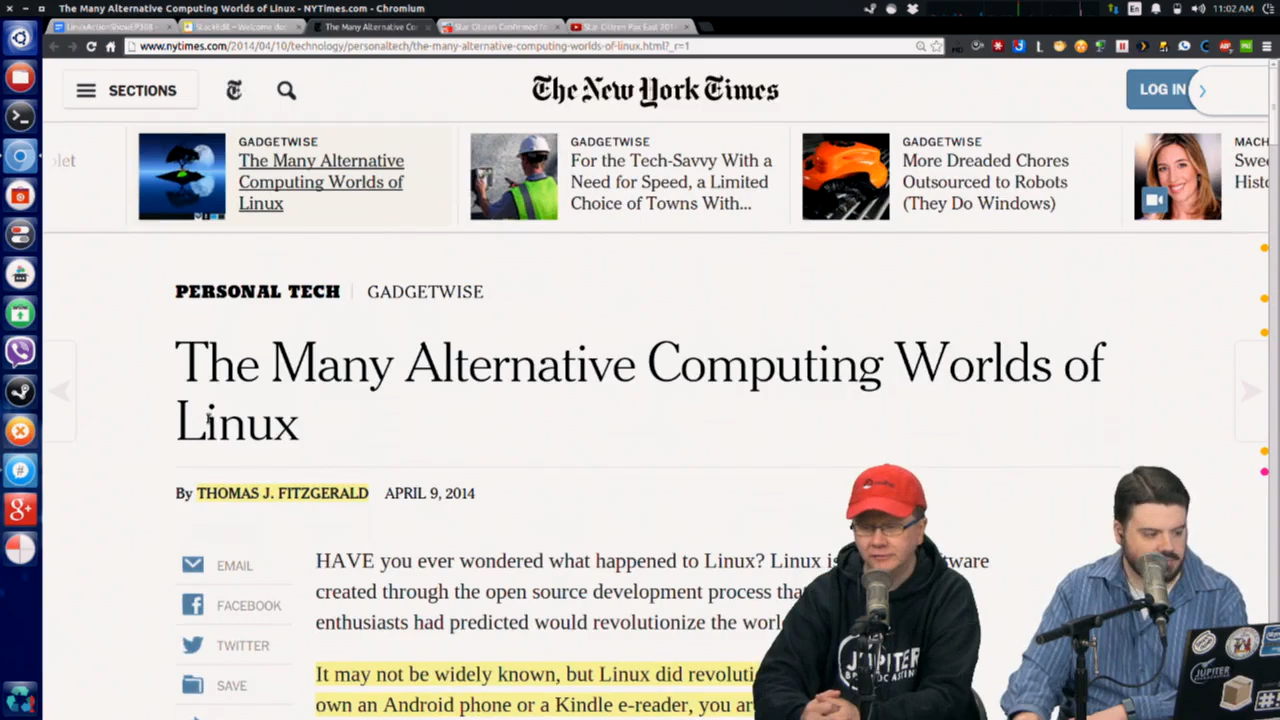 The Many Alternative Computing Worlds of Linux - NYTimes.com - Chromium
En
11:02 AM
LinuxActionShowEP308
StackEdit – Welcome
The Many Alternative Co
Star Citizen Confirmed fo
Star Citizen Pax East 201
www.nytimes.com/2014/04/10/technology/personaltech/the-many-alternative-computing-worlds-of-linux.html?_r=1
SECTIONS
The New York Times
LOG IN
GADGETWISE
The Many Alternative
Computing Worlds of
Linux
GADGETWISE
For the Tech-Savvy With a
Need for Speed, a Limited
Choice of Towns With...
GADGETWISE
More Dreaded Chores
Outsourced to Robots
(They Do Windows)
MACH
Swee
Histo
PERSONAL TECH
GADGETWISE
The Many Alternative Computing Worlds of
Linux
By THOMAS J. FITZGERALD APRIL 9, 2014
EMAIL
FACEBOOK
TWITTER
SAVE
HAVE you ever wondered what happened to Linux? Linux is ware
created through the open source development process tha
enthusiasts had predicted would revolutionize the worl
It may not be widely known, but Linux did revoluti
own an Android phone or a Kindle e-reader, you ar
JUPITER
BROADCASTING
JUPITER